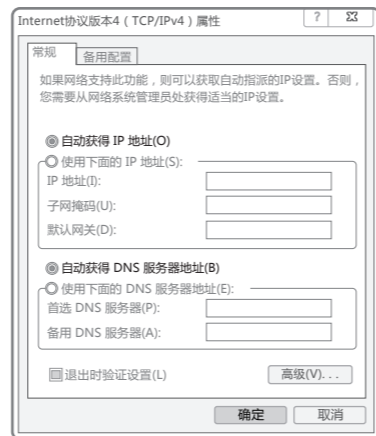 Internet协议版本4（TCP/IPv4）属性
常规
备用配置
如果网络支持此功能，则可以获取自动指派的IP设置。否则，
您需要从网络系统管理员处获得适当的IP设置。
自动获得 IP 地址(O)
使用下面的 IP 地址(S):
IP 地址(I):
子网掩码(U):
默认网关(D):
自动获得 DNS 服务器地址(B)
使用下面的 DNS 服务器地址(E):
首选 DNS 服务器(P):
备用 DNS 服务器(A):
退出时验证设置(L)
高级(V)...
确定
取消